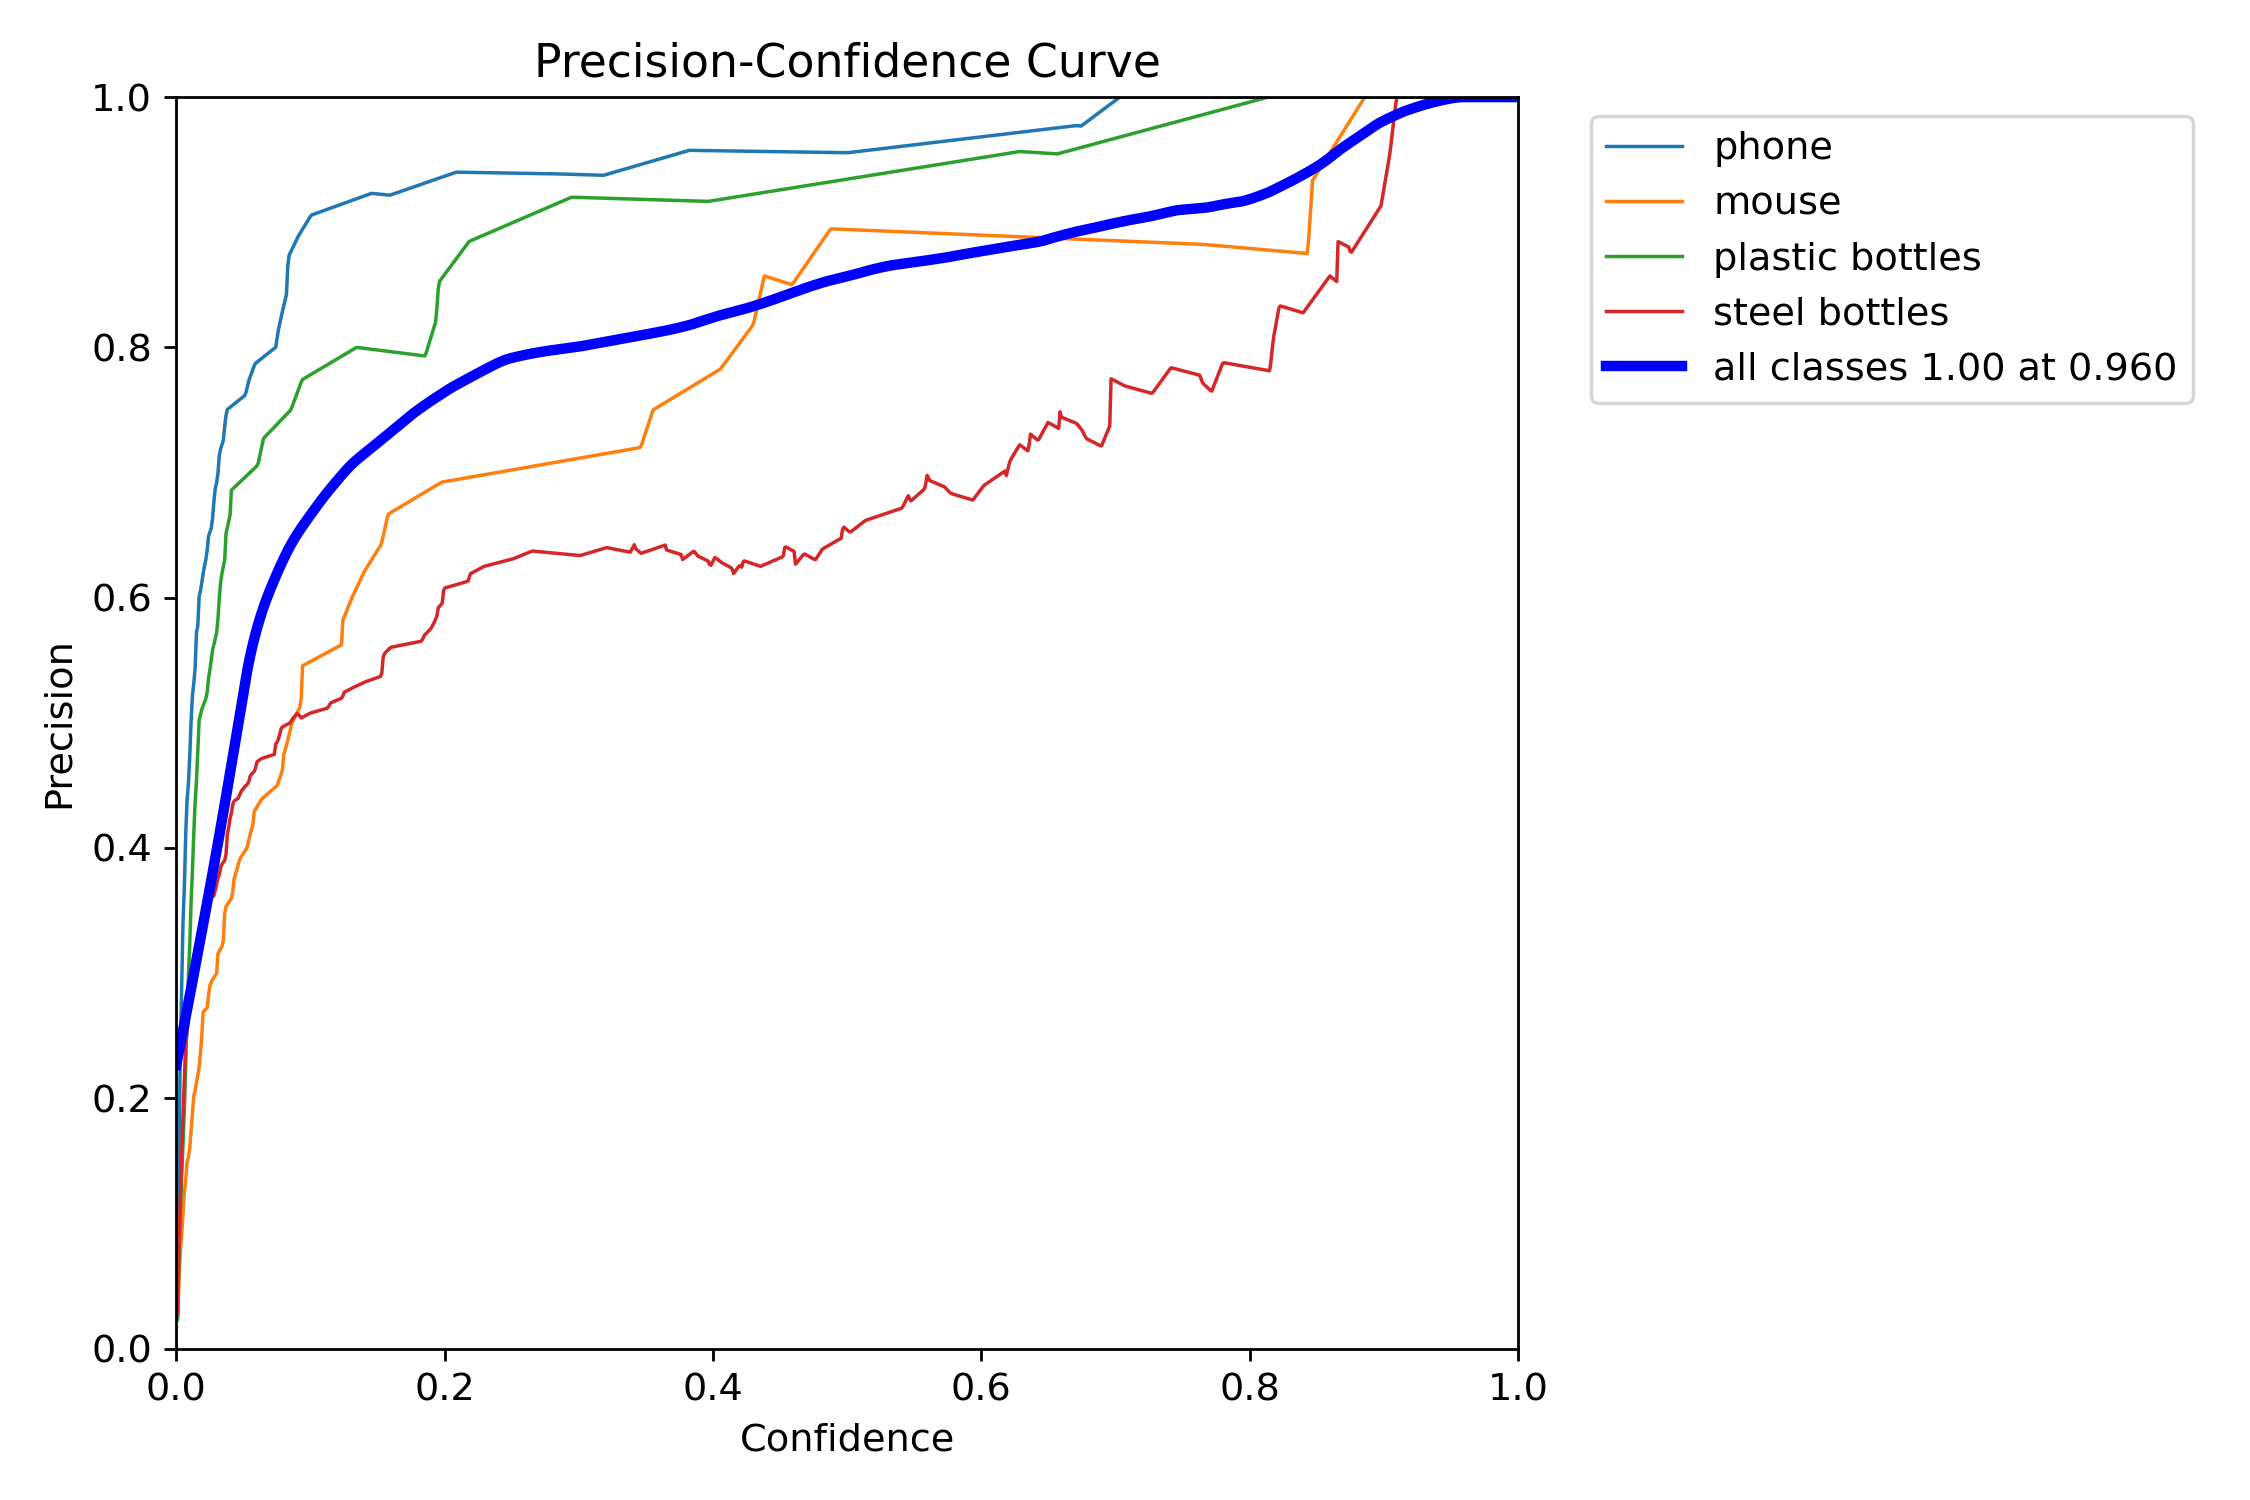 Precision-Confidence Curve
1.0
0.8
0.6
0.4
0.2
0.0
Precision
0.0 0.2 0.4 0.6 0.8 1.0
Confidence
phone
mouse
plastic bottles
steel bottles
all classes 1.00 at 0.960